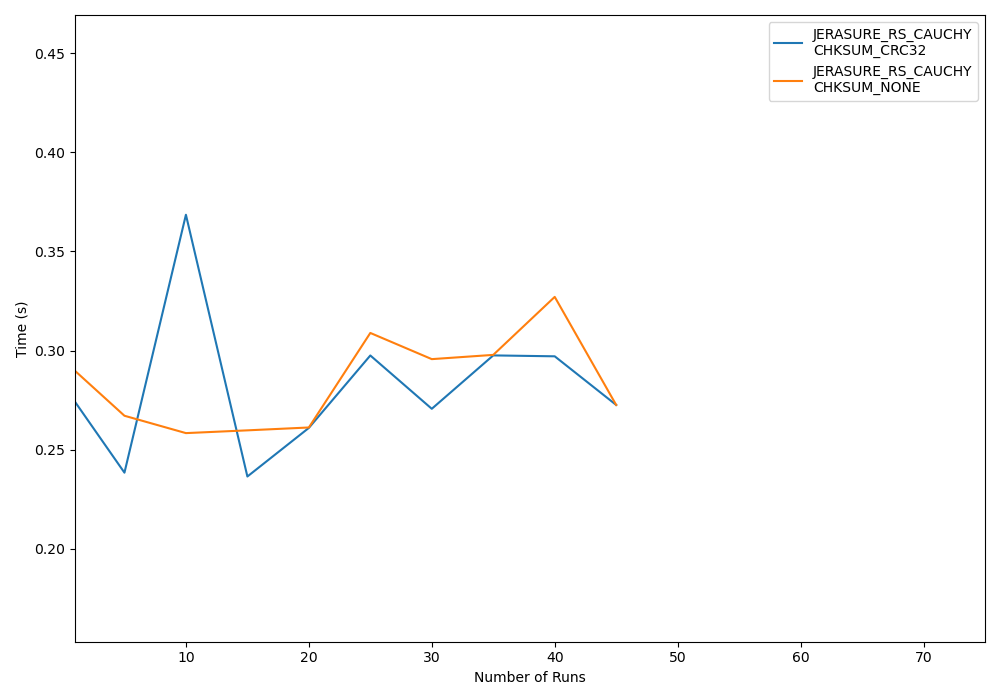 JERASURE_RS_CAUCHY
CHKSUM_CRC32
JERASURE_RS_CAUCHY
CHKSUM_NONE
0.45
0.40
0.35
0.30
0.25
0.20
Time (s)
10 20 30 40 50 60 70
Number of Runs